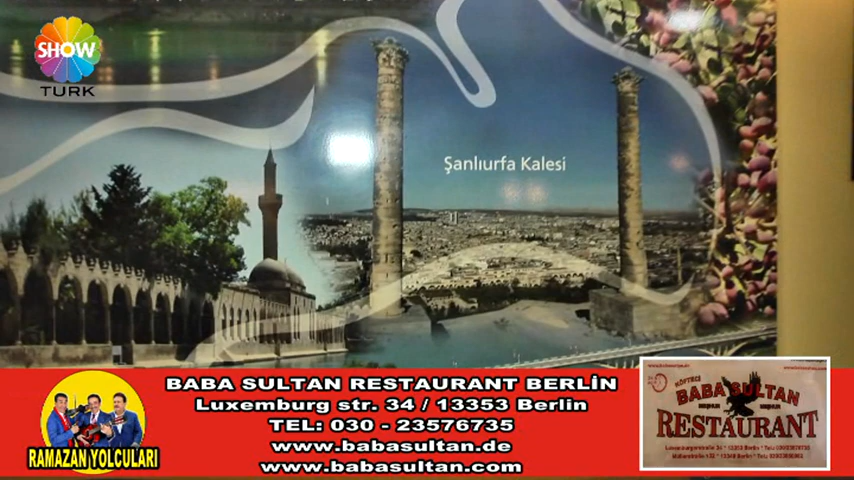 SHOW
TURK
Şanlıurfa Kalesi
BABA SULTAN RESTAURANT BERLİN
Luxemburg str. 34 / 13353 Berlin
TEL: 030 - 23576735
www.babasultan.de
www.babasultan.com
RAMAZAN YOLCULARI
KÖFTECİ
BABA SULTAN
RESTAURANT